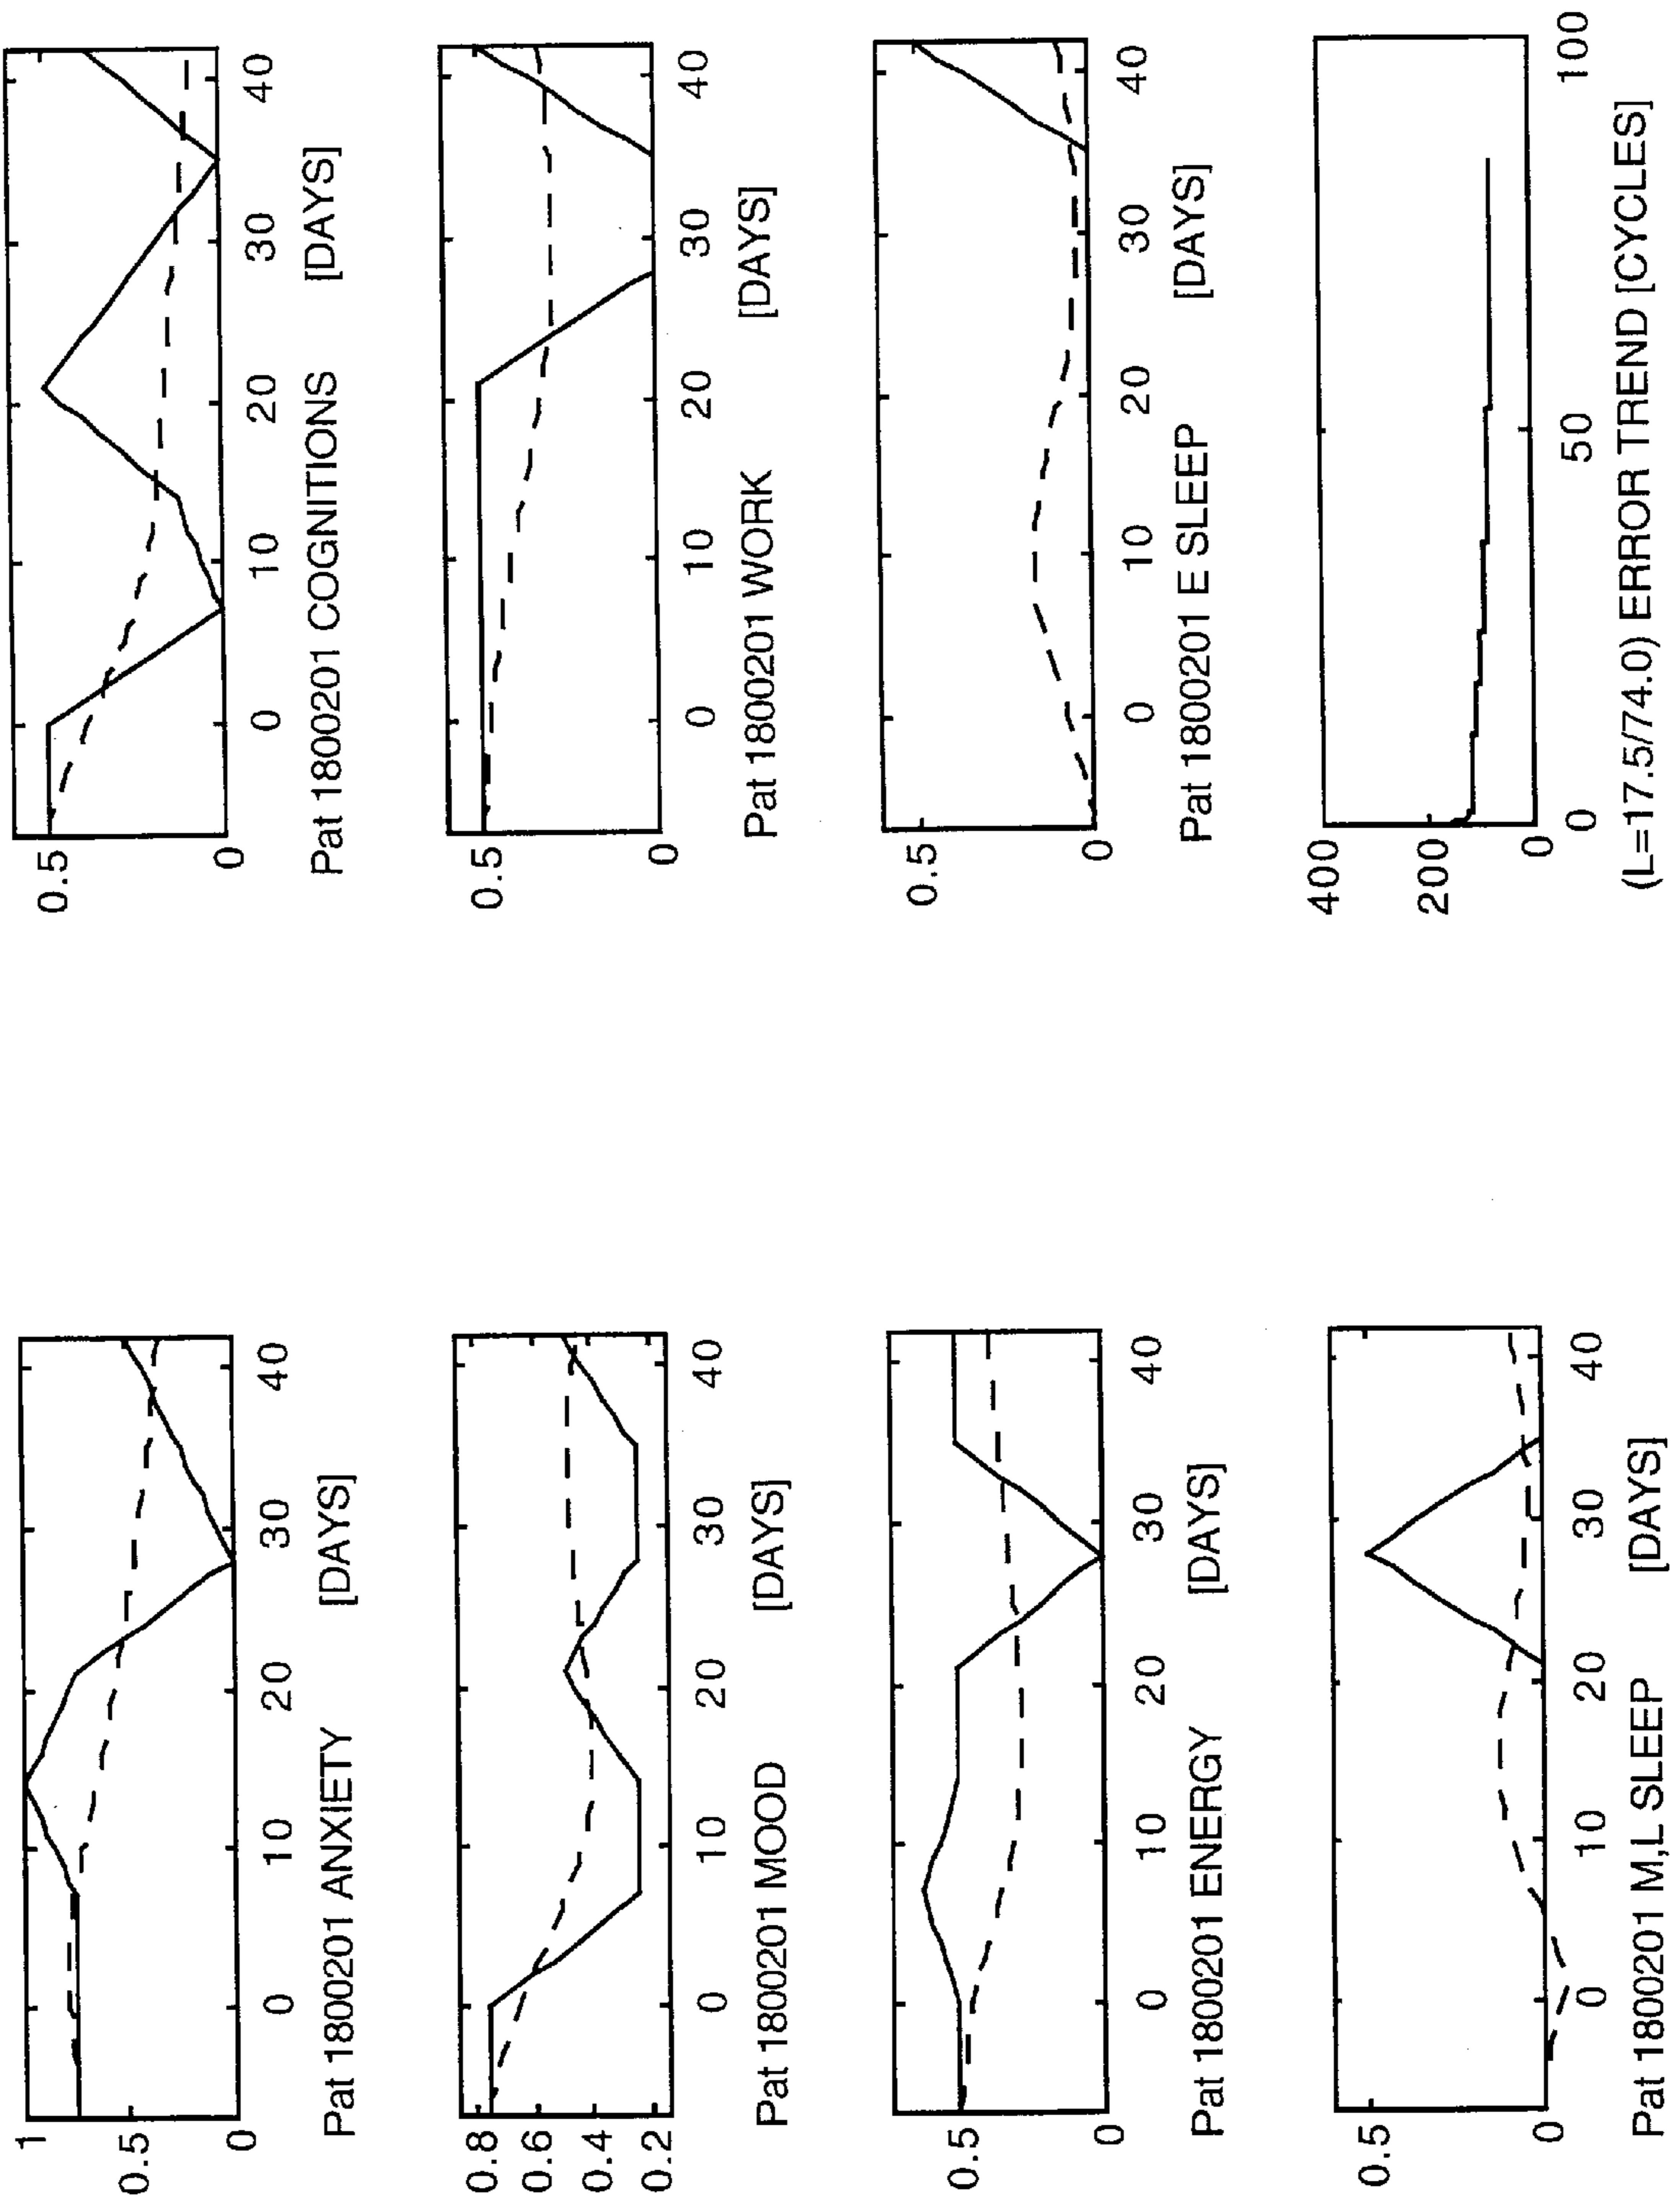 1
0.5
0
0 10 20 30 40
Pat 1800201 ANXIETY [DAYS]
0.5
0
0 10 20 30 40
Pat 1800201 COGNITIONS [DAYS]
0.8
0.6
0.4
0.2
0 10 20 30 40
Pat 1800201 MOOD [DAYS]
0.5
0
0 10 20 30 40
Pat 1800201 WORK [DAYS]
0.5
0
0 10 20 30 40
Pat 1800201 ENERGY [DAYS]
0.5
0
0 10 20 30 40
Pat 1800201 E SLEEP [DAYS]
0.5
0
0 10 20 30 40
Pat 1800201 M,L SLEEP [DAYS]
400
200
0
0 50 100
(L=17.5/74.0) ERROR TREND [CYCLES]